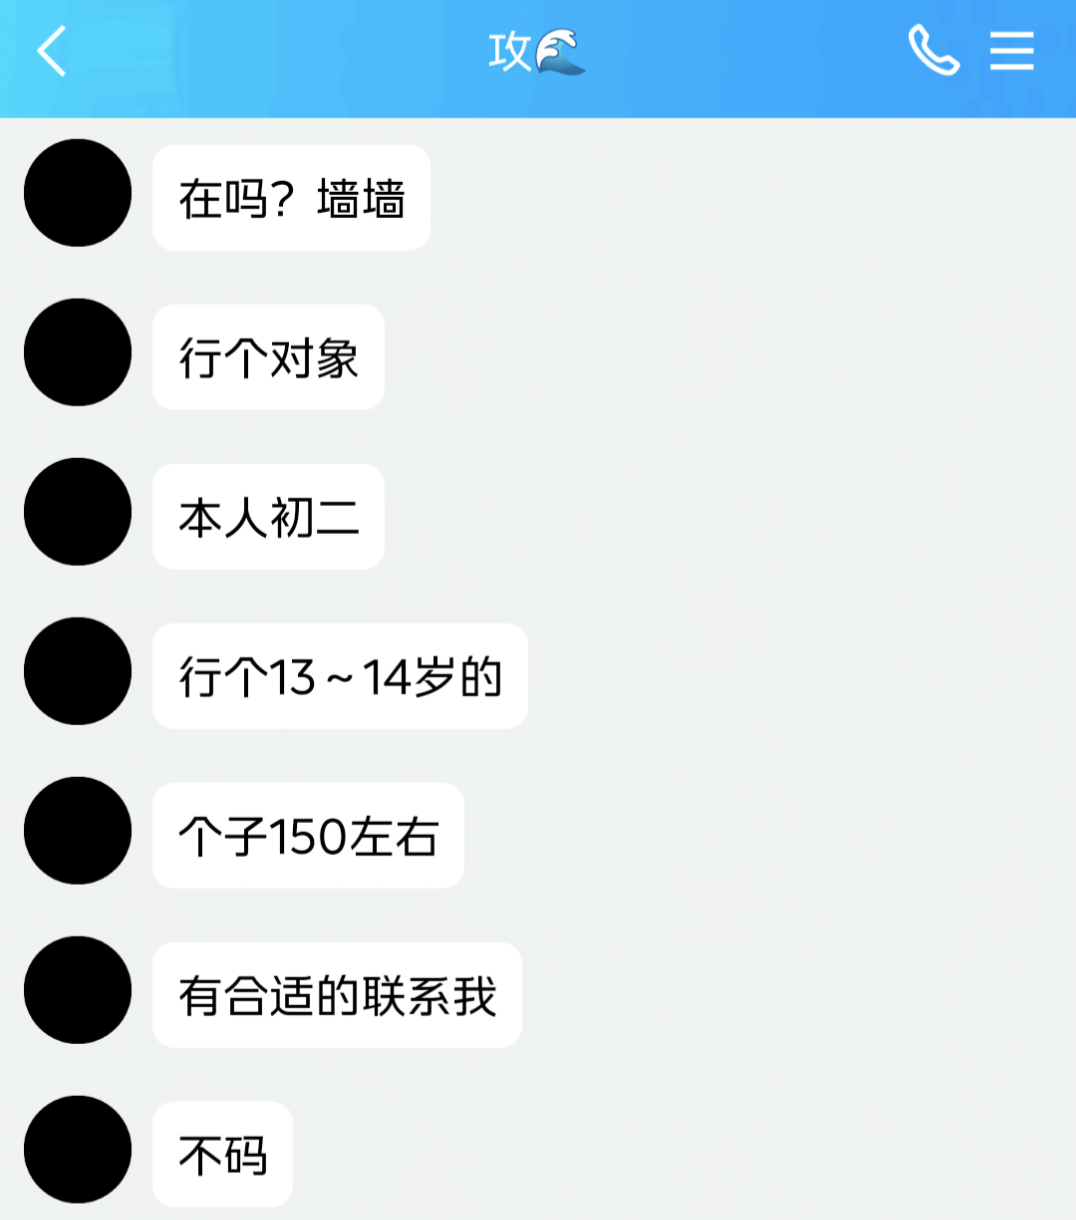 攻🌊
在吗？墙墙
行个对象
本人初二
行个13～14岁的
个子150左右
有合适的联系我
不码